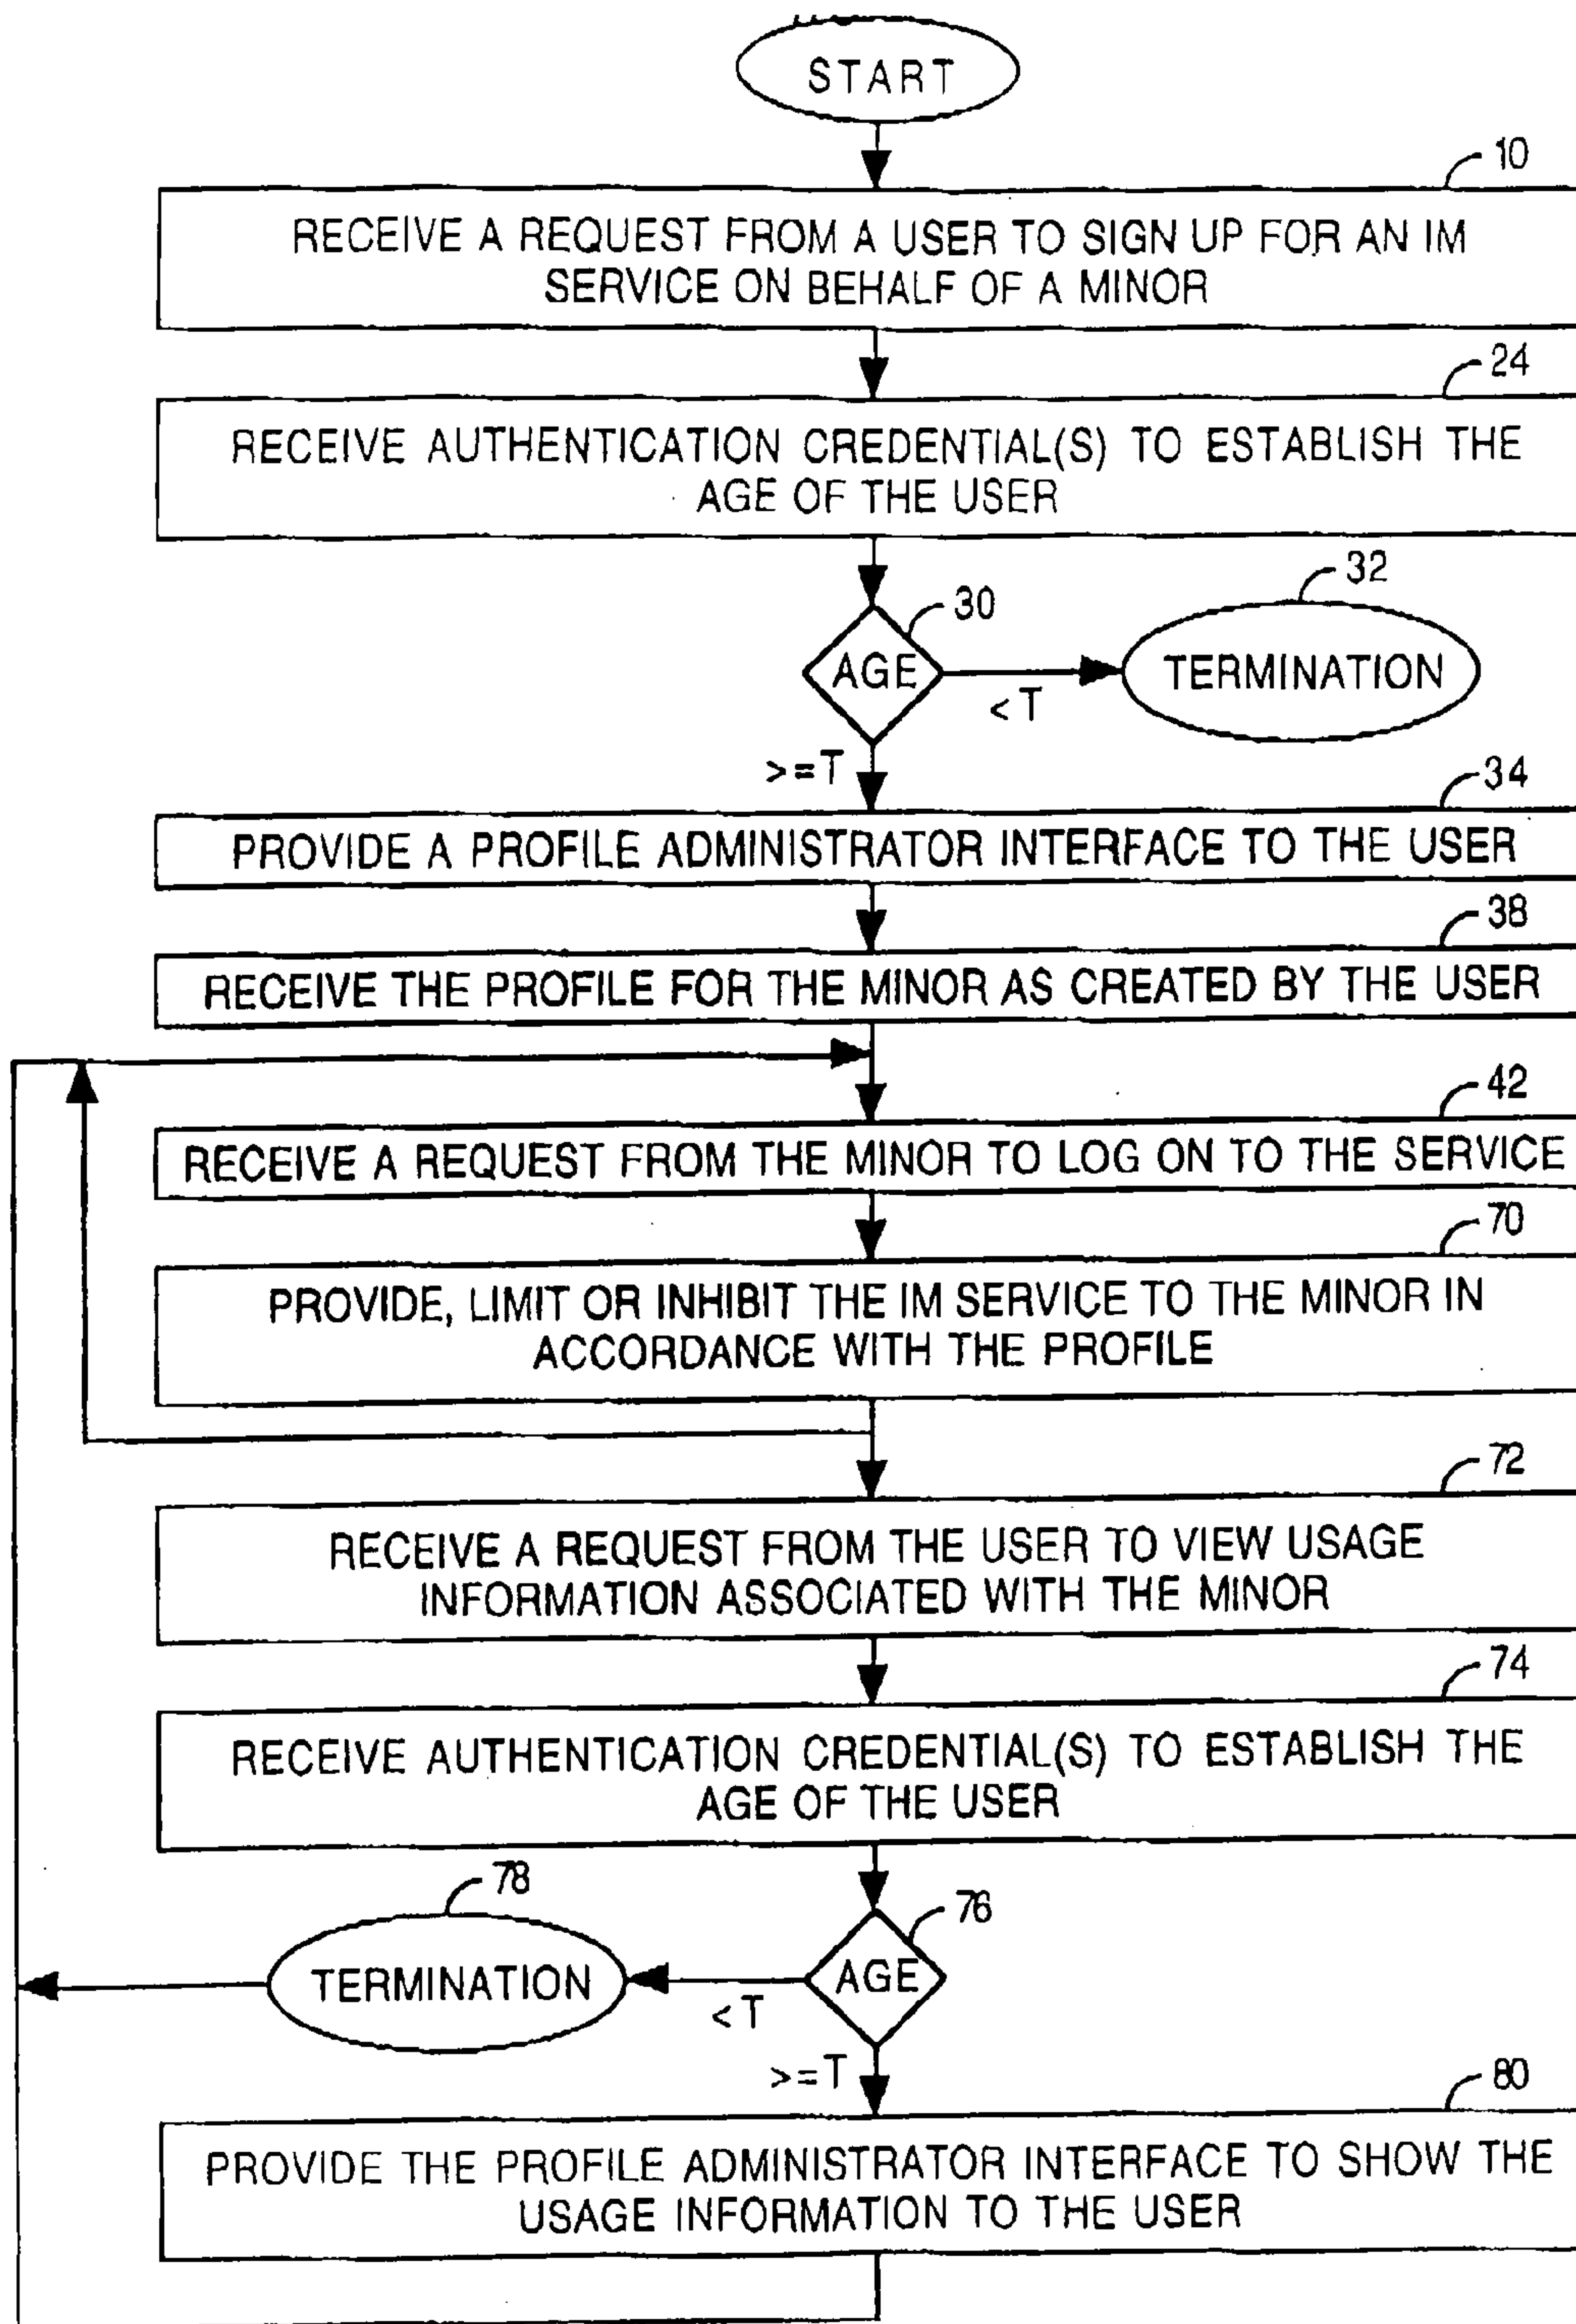 START
10
RECEIVE A REQUEST FROM A USER TO SIGN UP FOR AN IM
SERVICE ON BEHALF OF A MINOR
24
RECEIVE AUTHENTICATION CREDENTIAL(S) TO ESTABLISH THE
AGE OF THE USER
30
32
AGE
TERMINATION
<T
>=T
34
PROVIDE A PROFILE ADMINISTRATOR INTERFACE TO THE USER
38
RECEIVE THE PROFILE FOR THE MINOR AS CREATED BY THE USER
42
RECEIVE A REQUEST FROM THE MINOR TO LOG ON TO THE SERVICE
70
PROVIDE, LIMIT OR INHIBIT THE IM SERVICE TO THE MINOR IN
ACCORDANCE WITH THE PROFILE
72
RECEIVE A REQUEST FROM THE USER TO VIEW USAGE
INFORMATION ASSOCIATED WITH THE MINOR
74
RECEIVE AUTHENTICATION CREDENTIAL(S) TO ESTABLISH THE
AGE OF THE USER
78
76
TERMINATION
AGE
<T
>=T
80
PROVIDE THE PROFILE ADMINISTRATOR INTERFACE TO SHOW THE
USAGE INFORMATION TO THE USER